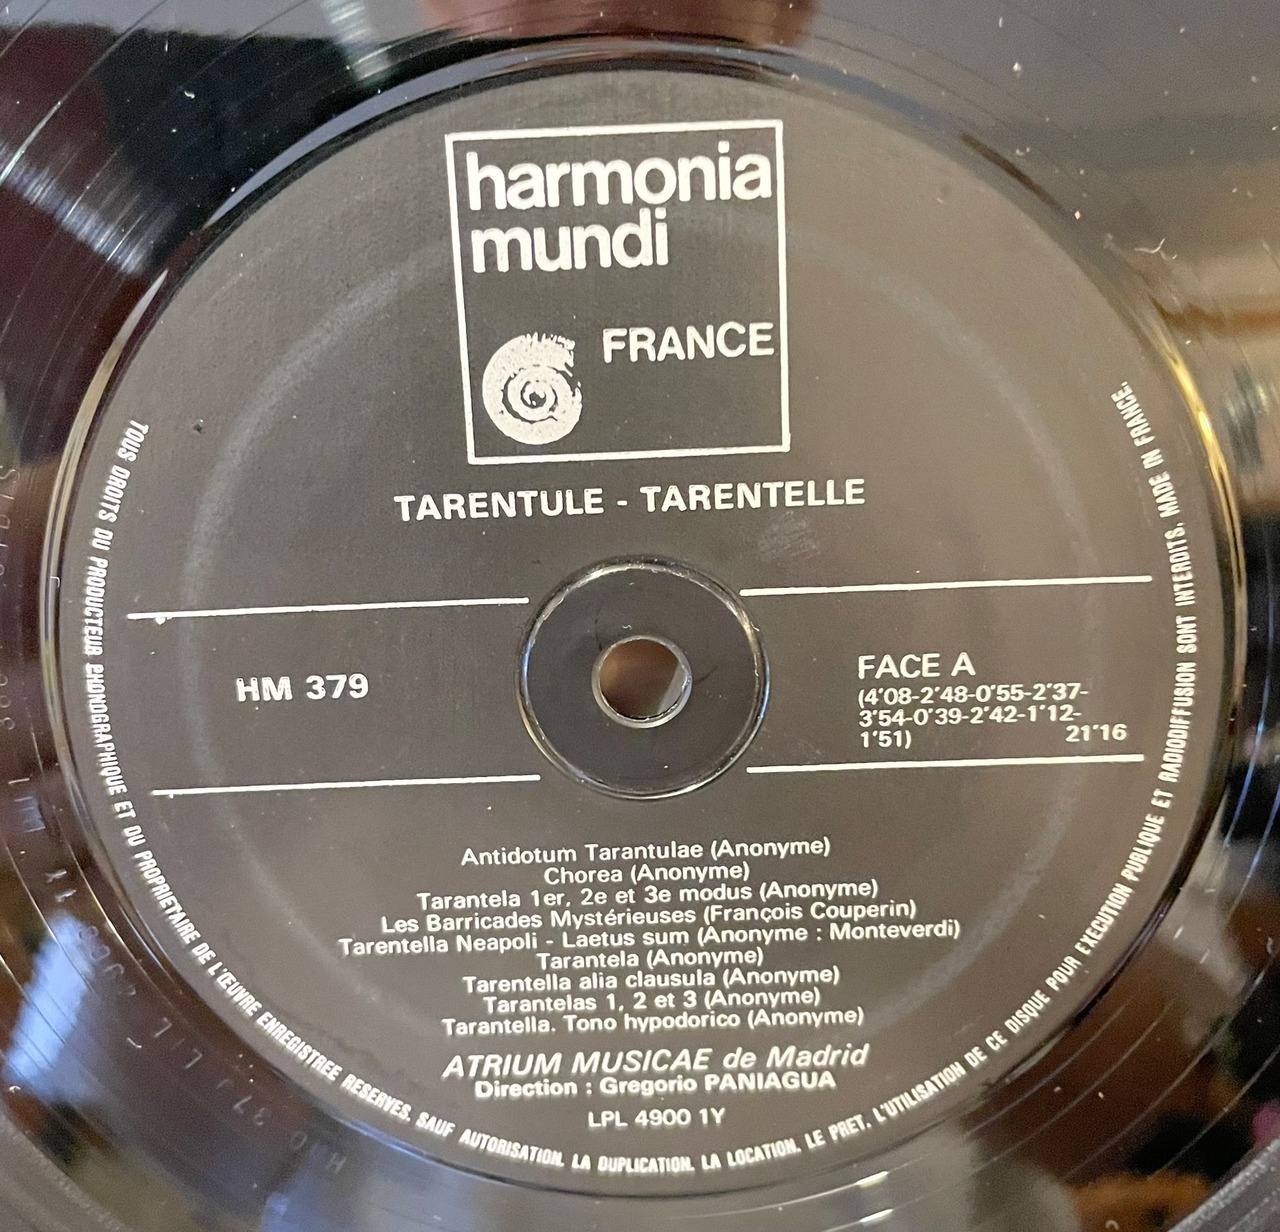 harmonia
mundi
FRANCE
TARENTULE - TARENTELLE
HM 379
FACE A
(4'08-2'48-0'55-2'37-
3'54-0'39-2'42-1'12-
1'51) 21'16
Antidotum Tarantulae (Anonyme)
Chorea (Anonyme)
Tarantela 1er, 2e et 3e modus (Anonyme)
Les Barricades Mystérieuses (François Couperin)
Tarentella Neapoli - Laetus sum (Anonyme : Monteverdi)
Tarantela (Anonyme)
Tarentella alia clausula (Anonyme)
Tarantelas 1, 2 et 3 (Anonyme)
Tarantella. Tono hypodorico (Anonyme)
ATRIUM MUSICAE de Madrid
Direction : Gregorio PANIAGUA
LPL 4900 1Y
TOUS DROITS DU PRODUCTEUR PHONOGRAPHIQUE ET DU PROPRIETAIRE DE L'ŒUVRE ENREGISTREE RESERVES. SAUF AUTORISATION, LA DUPLICATION, LA LOCATION, LE PRET, L'UTILISATION DE CE DISQUE POUR EXECUTION PUBLIQUE ET RADIODIFFUSION SONT INTERDITS. MADE IN FRANCE.